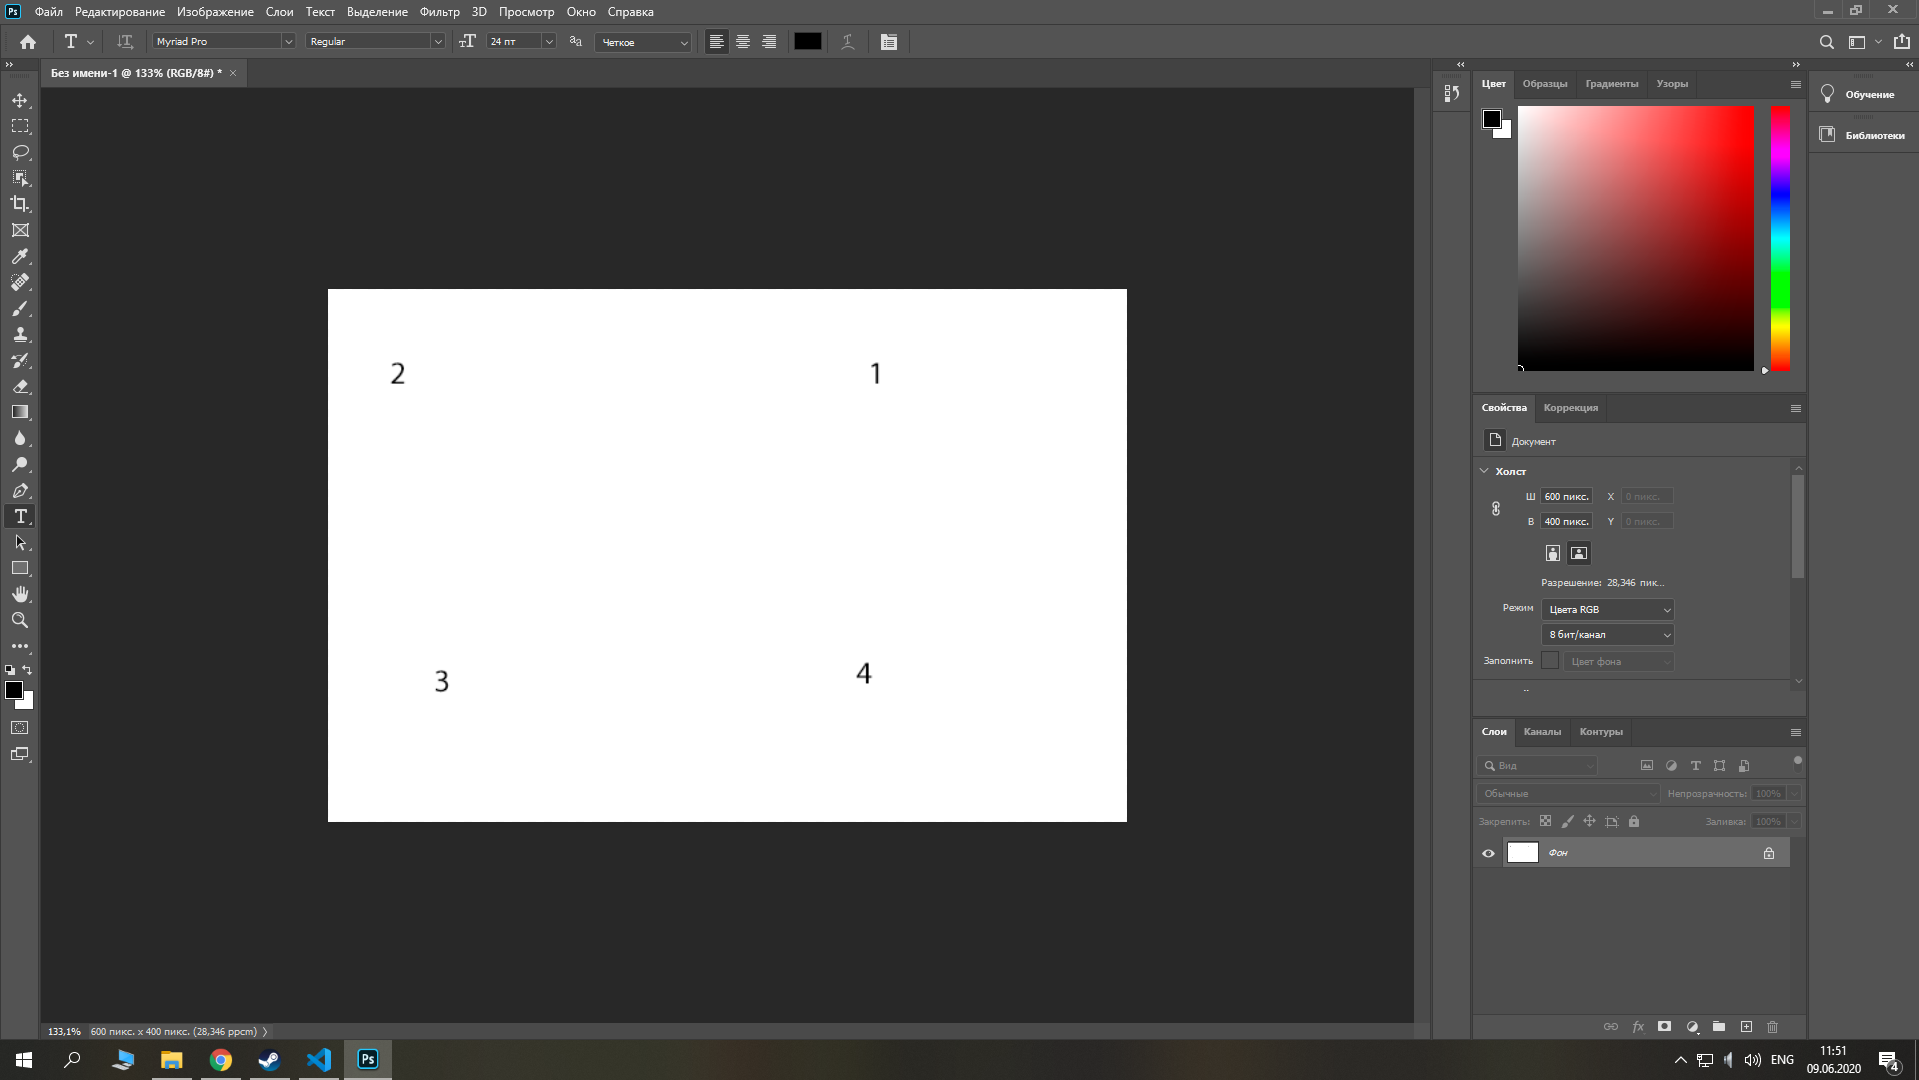 Ps Файл Редактирование Изображение Слои Текст Выделение Фильтр 3D Просмотр Окно Справка
T Myriad Pro Regular тТ 24 пт аа Четкое
Без имени-1 @ 133% (RGB/8#) * ×
2 1
3 4
133,1% 600 пикс. x 400 пикс. (28,346 ppcm)
Цвет Образцы Градиенты Узоры
Обучение
Библиотеки
Свойства Коррекция
Документ
Холст
Ш 600 пикс. X 0 пикс.
В 400 пикс. Y 0 пикс.
Разрешение: 28,346 пик...
Режим Цвета RGB
8 бит/канал
Заполнить Цвет фона
Слои Каналы Контуры
Вид
Обычные Непрозрачность: 100%
Закрепить: Заливка: 100%
Фон
fx
Ps ENG 11:51
09.06.2020 4